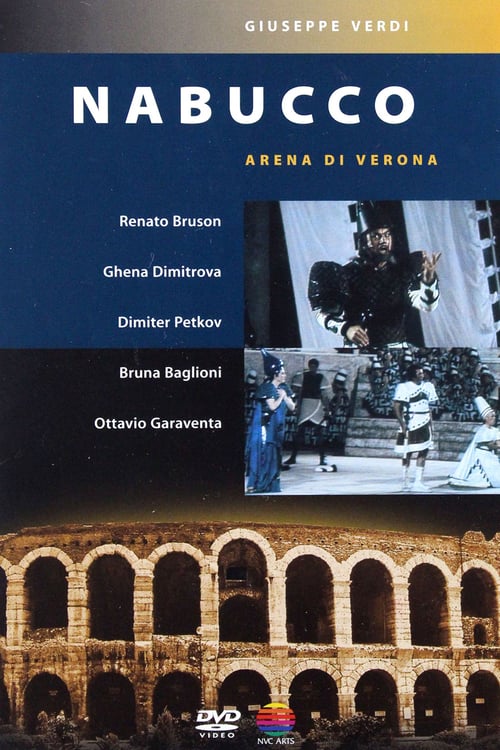 GIUSEPPE VERDI
NABUCCO
ARENA DI VERONA
Renato Bruson
Ghena Dimitrova
Dimiter Petkov
Bruna Baglioni
Ottavio Garaventa
DVD
VIDEO
NVC ARTS